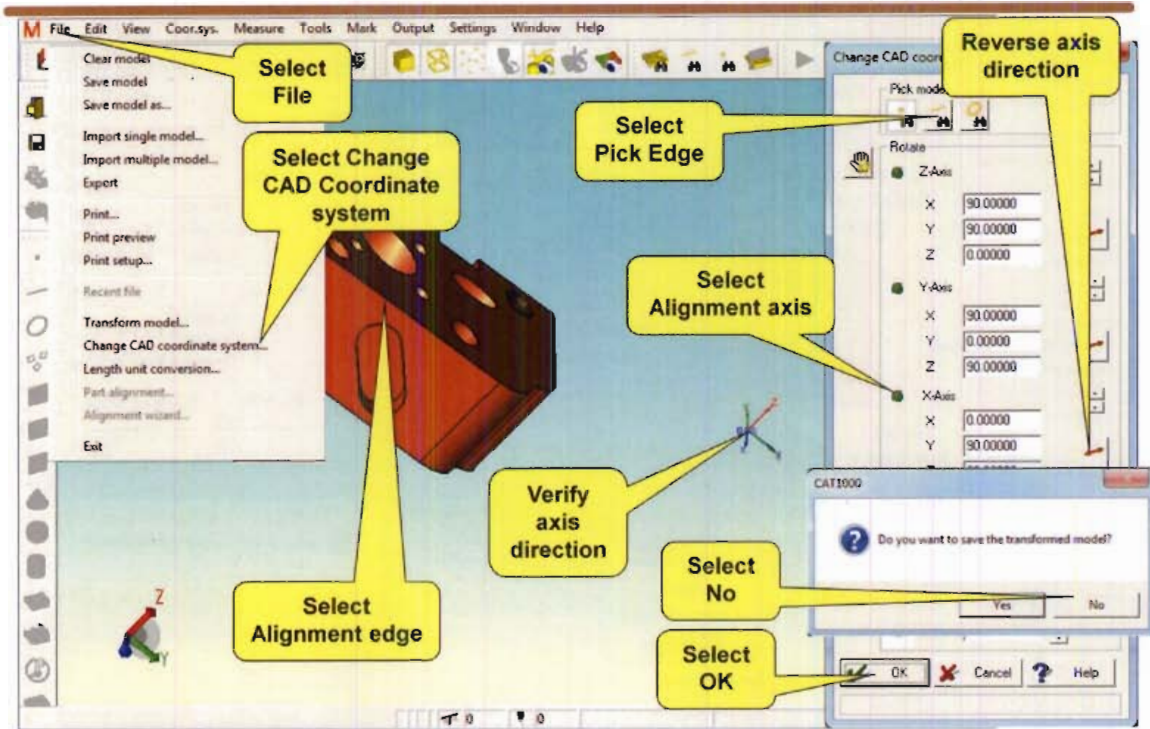 M File Edit View Coor.sys. Measure Tools Mark Output Settings Window Help
Clear model
Save model
Save model as...
Import single model...
Import multiple model...
Export
Print...
Print preview
Print setup...
Recent file
Transform model...
Change CAD coordinate system...
Length unit conversion...
Part alignment...
Alignment wizard...
Exit
Select
File
Select Change
CAD Coordinate
system
Select
Pick Edge
Reverse axis
direction
Select
Alignment axis
Verify
axis
direction
Select
Alignment edge
Select
No
Select
OK
Z
Y
0
0
Change CAD
Pick
Rotate
Z-Axis
X 90.00000
Y 90.00000
Z 0.00000
Y-Axis
X 90.00000
Y 0.00000
Z 90.00000
X-Axis
X 0.00000
Y 90.00000
CAT1000
Do you want to save the transformed model?
Yes No
OK Cancel Help